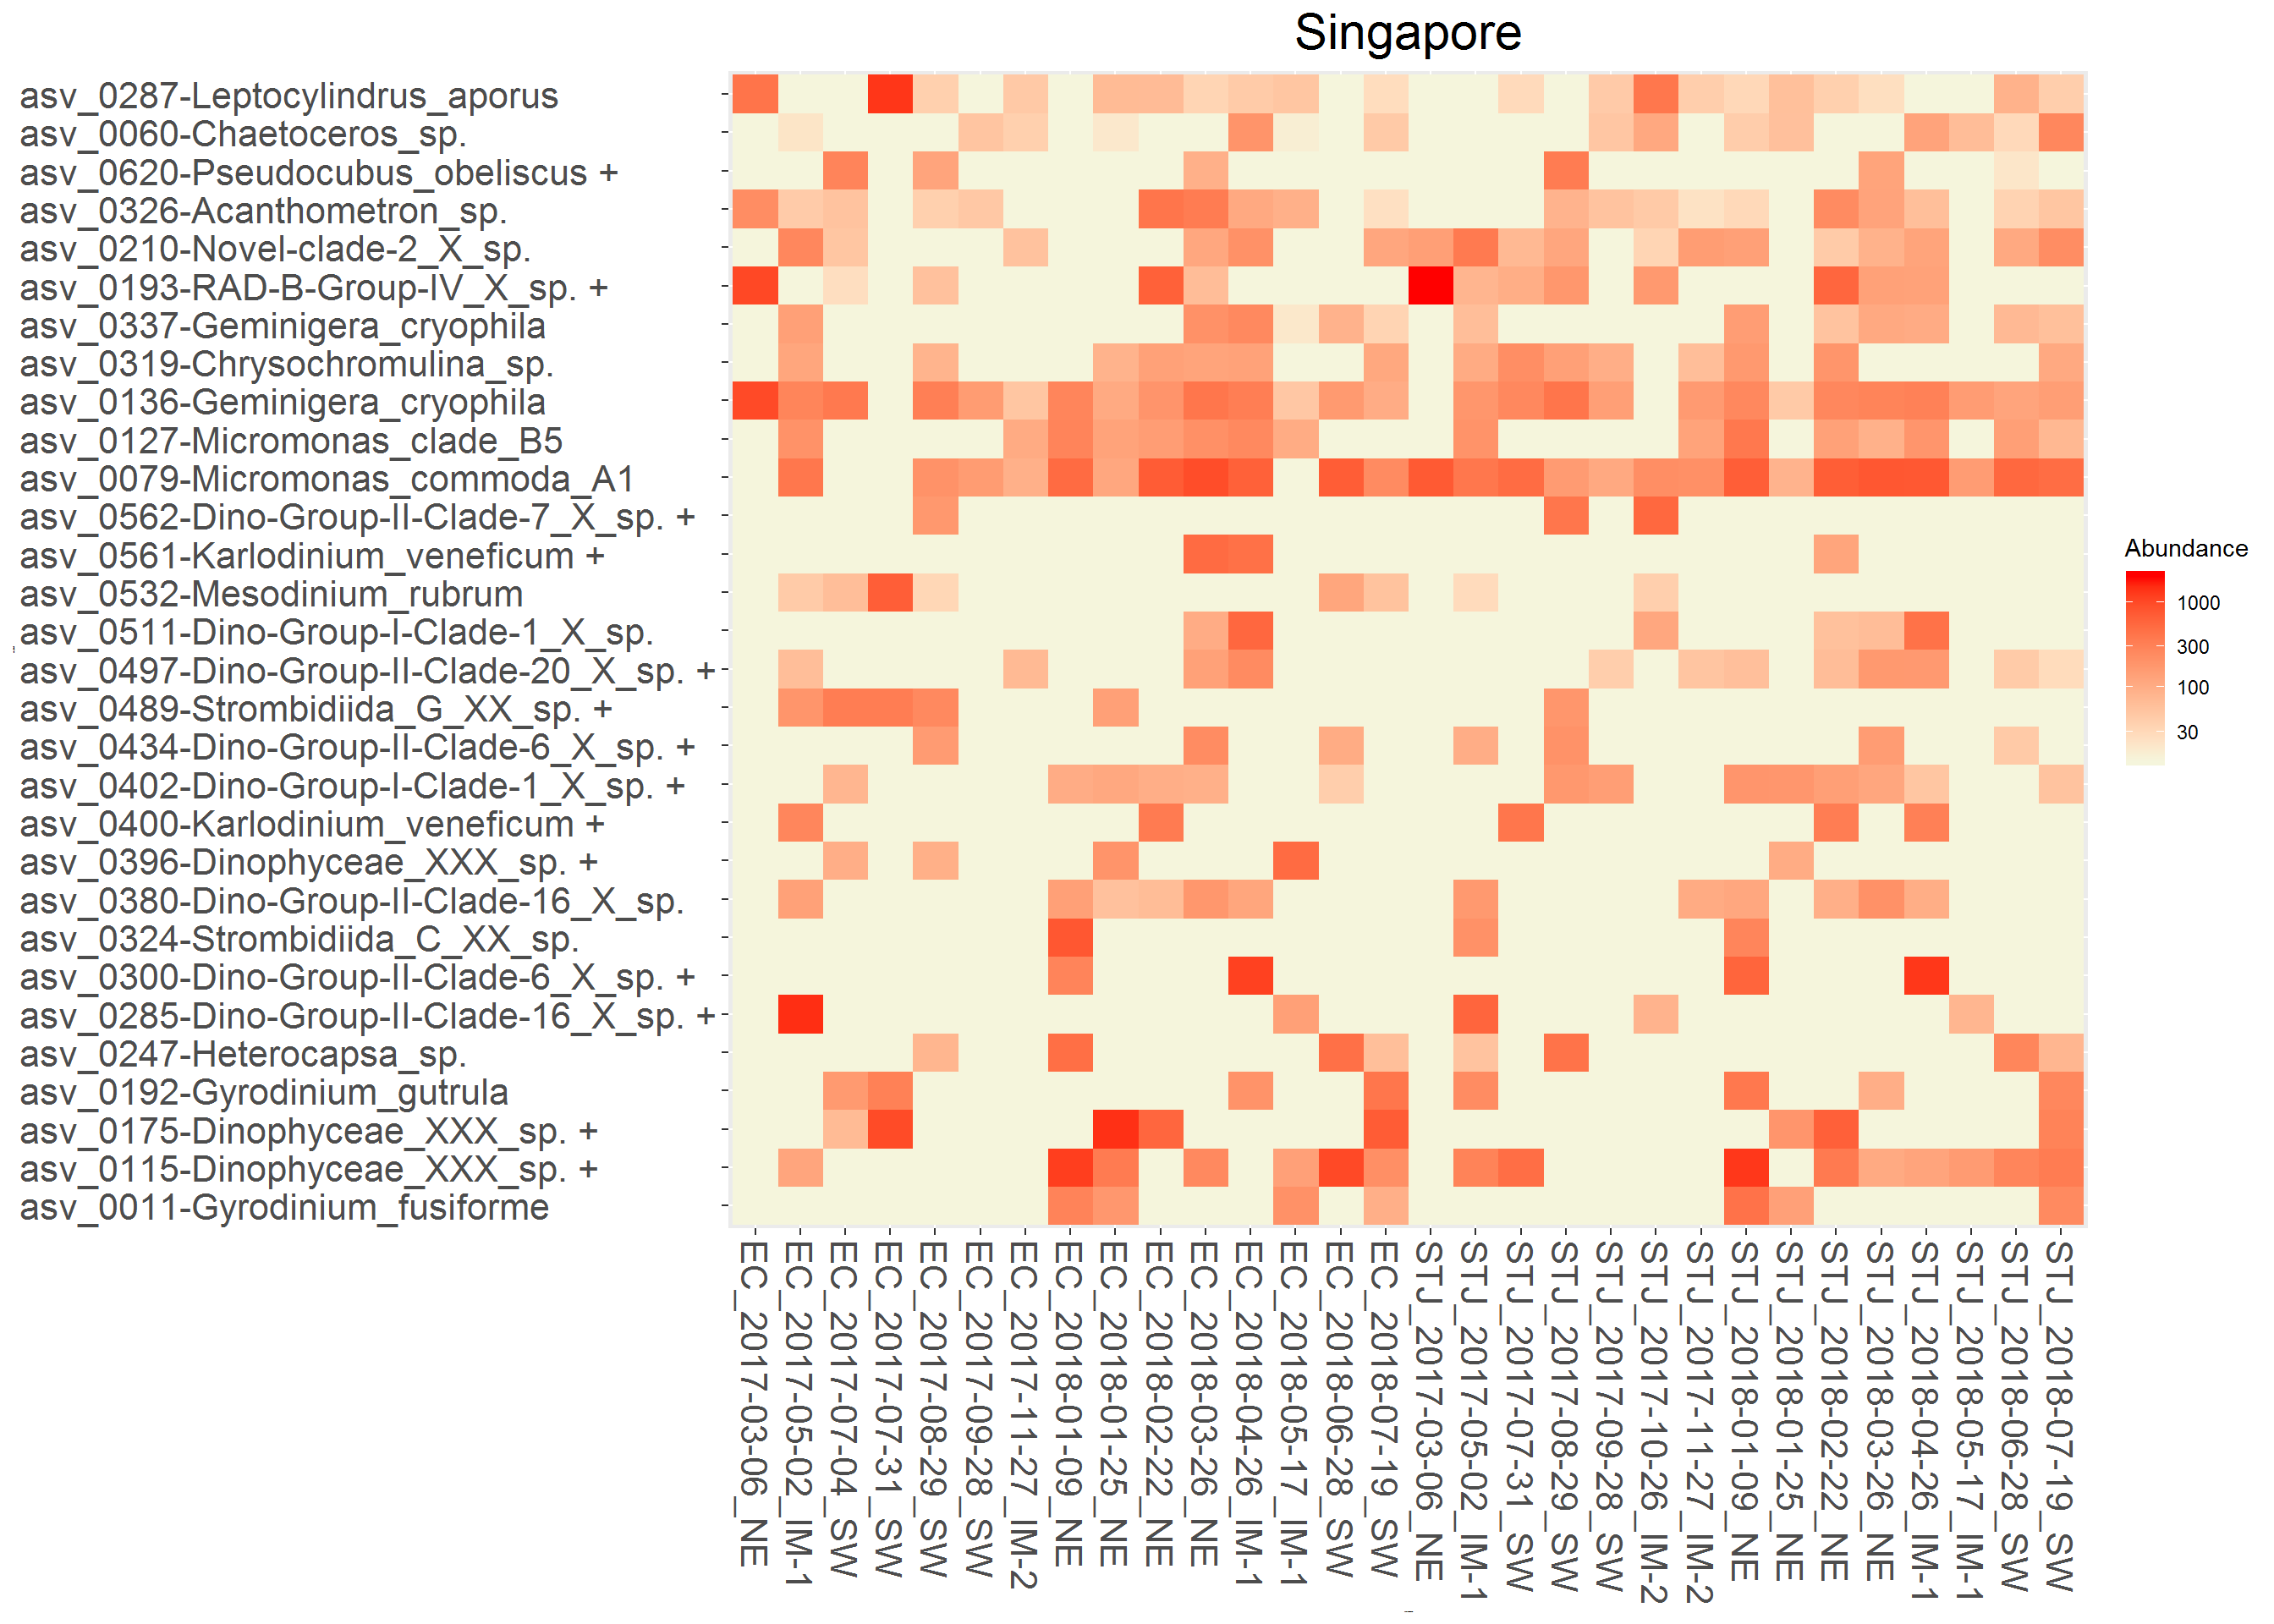 Singapore
asv_0287-Leptocylindrus_aporus
asv_0060-Chaetoceros_sp.
asv_0620-Pseudocubus_obeliscus +
asv_0326-Acanthometron_sp.
asv_0210-Novel-clade-2_X_sp.
asv_0193-RAD-B-Group-IV_X_sp. +
asv_0337-Geminigera_cryophila
asv_0319-Chrysochromulina_sp.
asv_0136-Geminigera_cryophila
asv_0127-Micromonas_clade_B5
asv_0079-Micromonas_commoda_A1
asv_0562-Dino-Group-II-Clade-7_X_sp. +
asv_0561-Karlodinium_veneficum +
asv_0532-Mesodinium_rubrum
asv_0511-Dino-Group-I-Clade-1_X_sp.
asv_0497-Dino-Group-II-Clade-20_X_sp. +
asv_0489-Strombidiida_G_XX_sp. +
asv_0434-Dino-Group-II-Clade-6_X_sp. +
asv_0402-Dino-Group-I-Clade-1_X_sp. +
asv_0400-Karlodinium_veneficum +
asv_0396-Dinophyceae_XXX_sp. +
asv_0380-Dino-Group-II-Clade-16_X_sp.
asv_0324-Strombidiida_C_XX_sp.
asv_0300-Dino-Group-II-Clade-6_X_sp. +
asv_0285-Dino-Group-II-Clade-16_X_sp. +
asv_0247-Heterocapsa_sp.
asv_0192-Gyrodinium_gutrula
asv_0175-Dinophyceae_XXX_sp. +
asv_0115-Dinophyceae_XXX_sp. +
asv_0011-Gyrodinium_fusiforme
EC_2017-03-06_NE
EC_2017-05-02_IM-1
EC_2017-07-04_SW
EC_2017-07-31_SW
EC_2017-08-29_SW
EC_2017-09-28_SW
EC_2017-11-27_IM-2
EC_2018-01-09_NE
EC_2018-01-25_NE
EC_2018-02-22_NE
EC_2018-03-26_NE
EC_2018-04-26_IM-1
EC_2018-05-17_IM-1
EC_2018-06-28_SW
EC_2018-07-19_SW
STJ_2017-03-06_NE
STJ_2017-05-02_IM-1
STJ_2017-07-31_SW
STJ_2017-08-29_SW
STJ_2017-09-28_SW
STJ_2017-10-26_IM-2
STJ_2017-11-27_IM-2
STJ_2018-01-09_NE
STJ_2018-01-25_NE
STJ_2018-02-22_NE
STJ_2018-03-26_NE
STJ_2018-04-26_IM-1
STJ_2018-05-17_IM-1
STJ_2018-06-28_SW
STJ_2018-07-19_SW
Abundance
1000
300
100
30